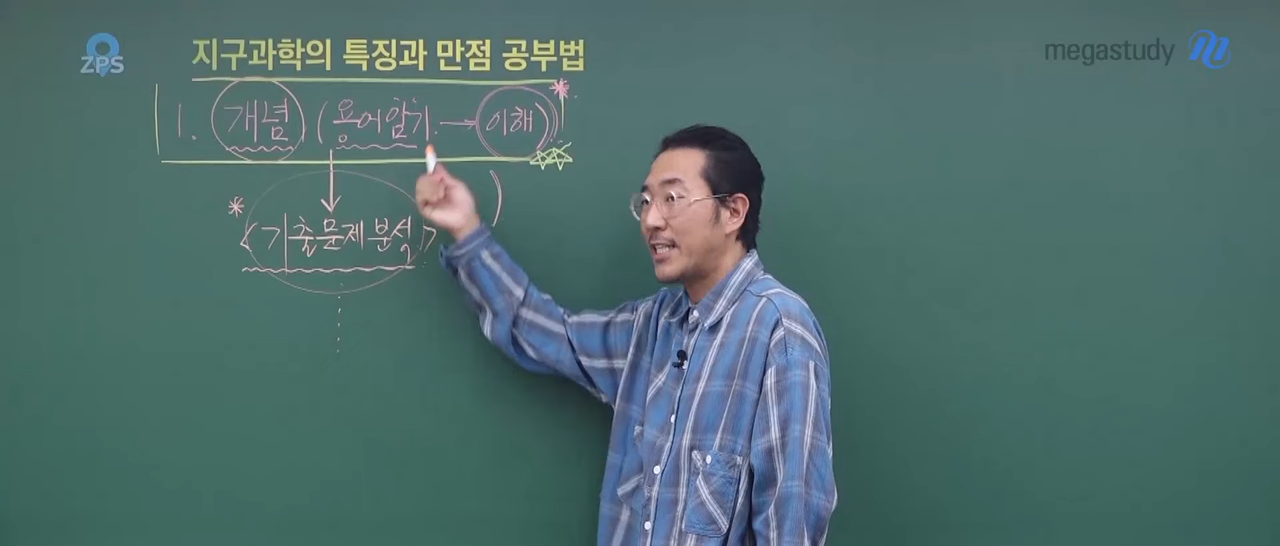 ZPS
지구과학의 특징과 만점 공부법
megastudy
1. 개념 (용어암기 → 이해)
* <기출문제분석>